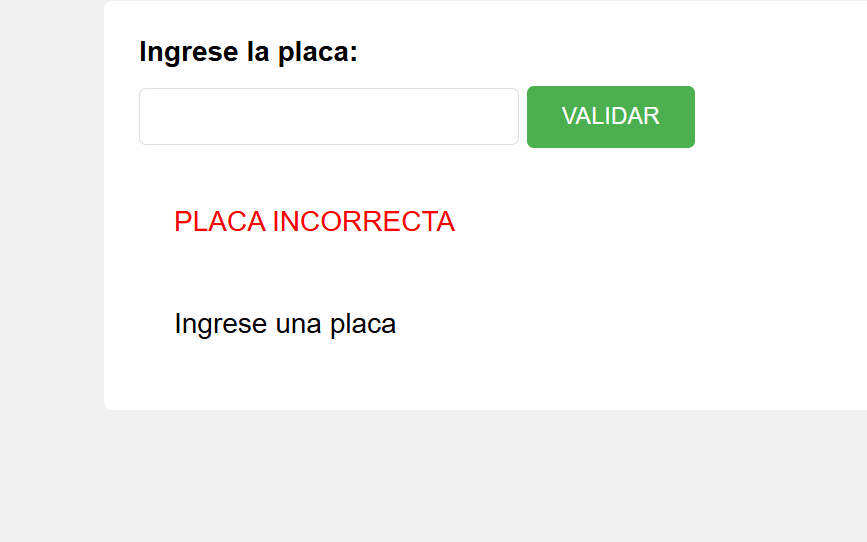 Ingrese la placa:
VALIDAR
PLACA INCORRECTA
Ingrese una placa